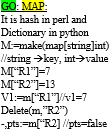 GO: MAP:
It is hash in perl and
Dictionary in python
M:=make(map[string]int)
//string →key, int→value
M["R1"]=7
M["R2"]=13
V1:=m["R1"]//v1=7
Delete(m,"R2")
-,pts:=m["R2] //pts=false